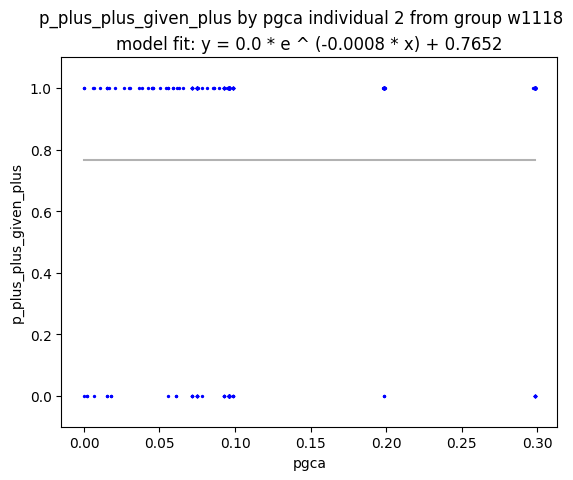 p_plus_plus_given_plus by pgca individual 2 from group w1118
model fit: y = 0.0 * e ^ (-0.0008 * x) + 0.7652
1.0
0.8
0.6
0.4
0.2
0.0
p_plus_plus_given_plus
0.00 0.05 0.10 0.15 0.20 0.25 0.30
pgca